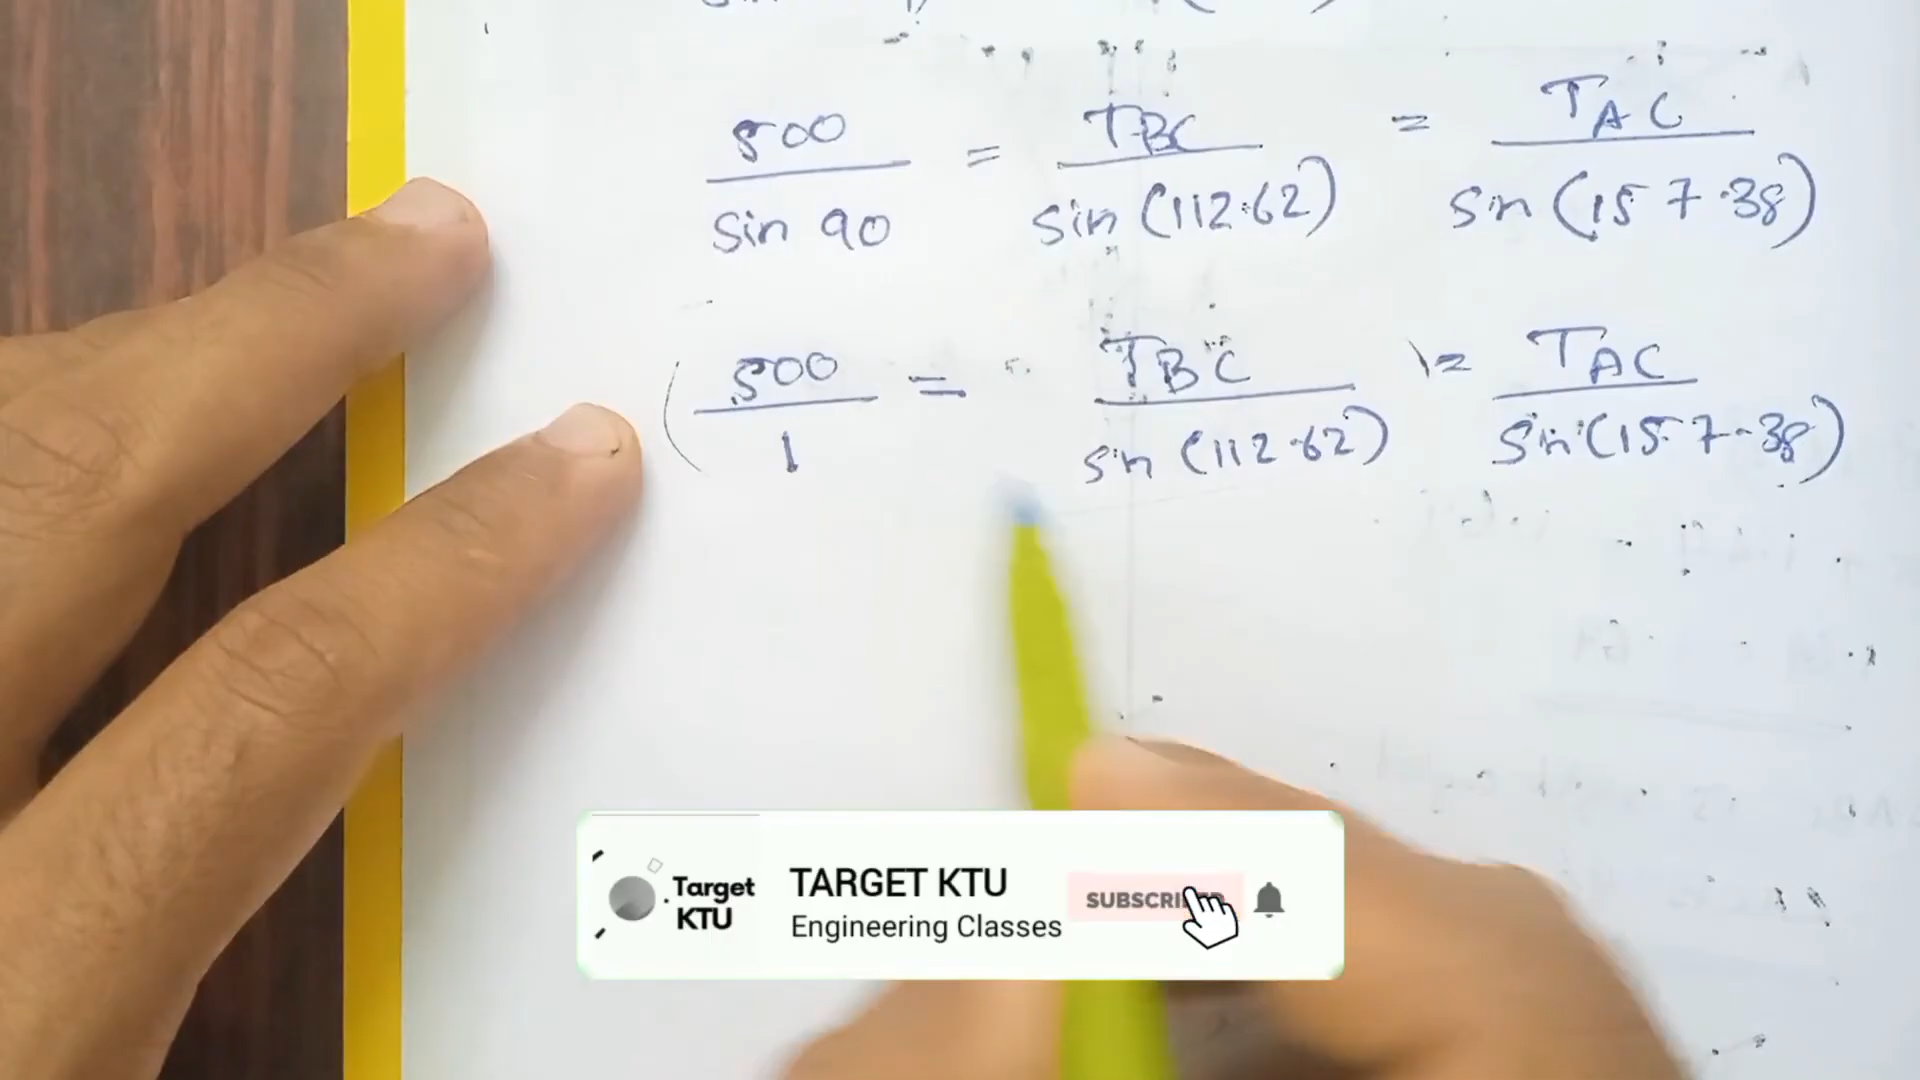 500 / sin 90 = TBC / sin (112.62) = TAC / sin (157.38)
( 500 / 1 = TBC / sin (112.62) = TAC / sin (157.38)
Target KTU
TARGET KTU
Engineering Classes
SUBSCRIBED